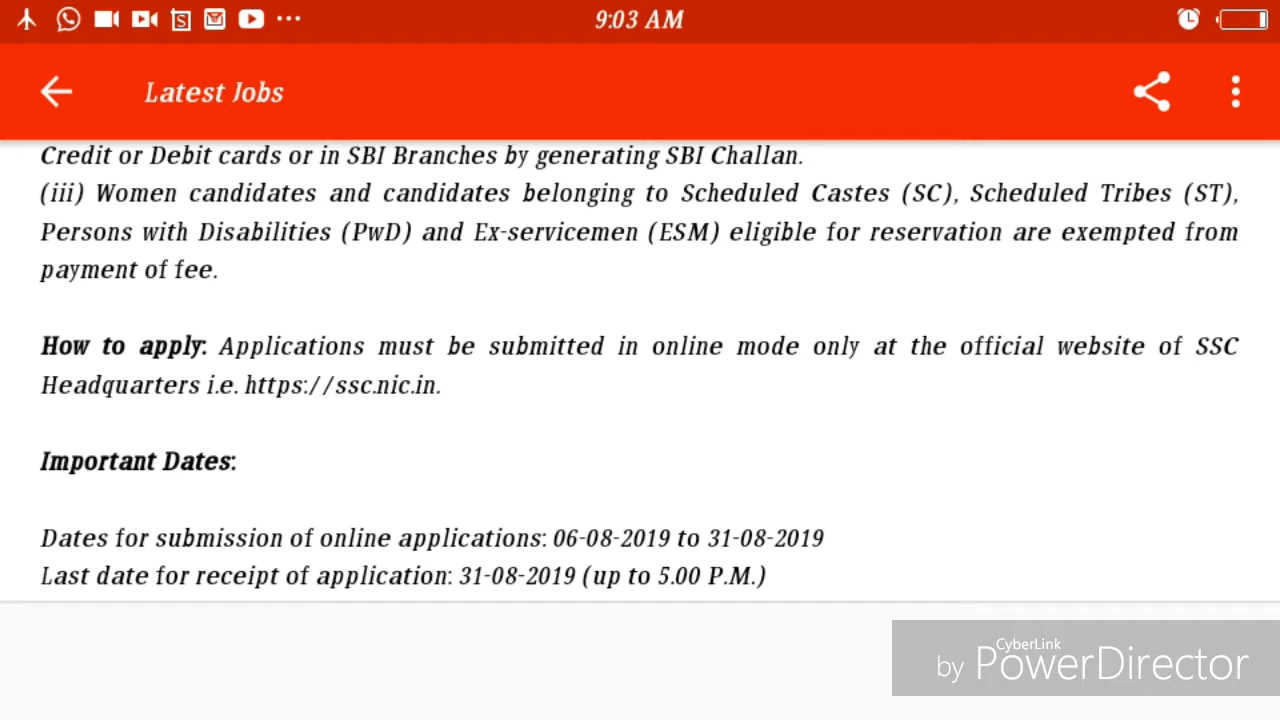 9:03 AM
Latest Jobs
Credit or Debit cards or in SBI Branches by generating SBI Challan.
(iii) Women candidates and candidates belonging to Scheduled Castes (SC), Scheduled Tribes (ST),
Persons with Disabilities (PwD) and Ex-servicemen (ESM) eligible for reservation are exempted from
payment of fee.
How to apply: Applications must be submitted in online mode only at the official website of SSC
Headquarters i.e. https://ssc.nic.in.
Important Dates:
Dates for submission of online applications: 06-08-2019 to 31-08-2019
Last date for receipt of application: 31-08-2019 (up to 5.00 P.M.)
CyberLink
by PowerDirector